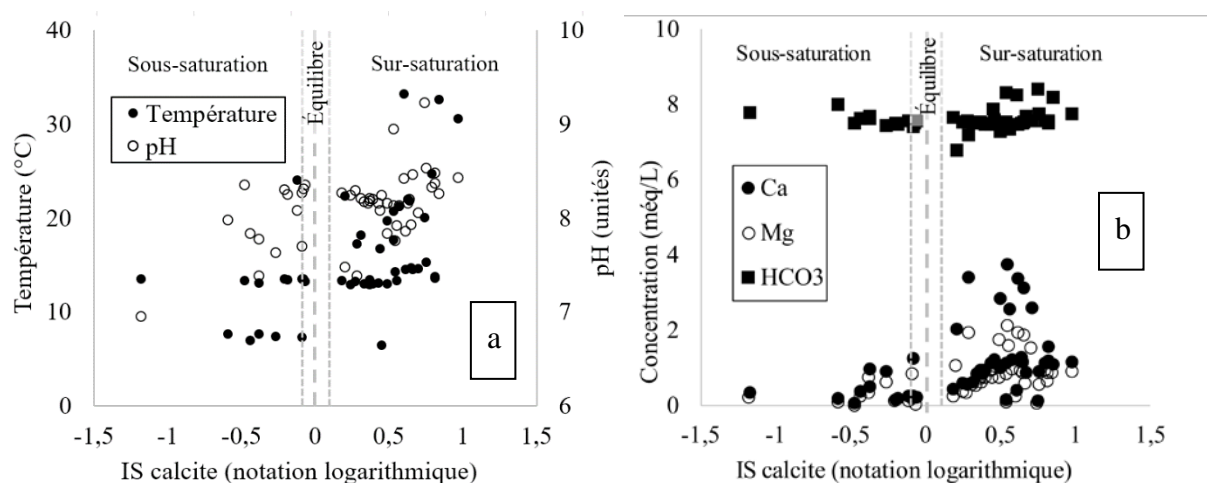 40
30
20
10
0
Température (°C)
Sous-saturation
Équilibre
Sur-saturation
Température
pH
10
9
8
7
6
pH (unités)
a
-1,5
-1
-0,5
0
0,5
1
1,5
IS calcite (notation logarithmique)
10
8
6
4
2
0
Concentration (méq/L)
Sous-saturation
Équilibre
Sur-saturation
Ca
Mg
HCO3
b
-1,5
-1
-0,5
0
0,5
1
1,5
IS calcite (notation logarithmique)